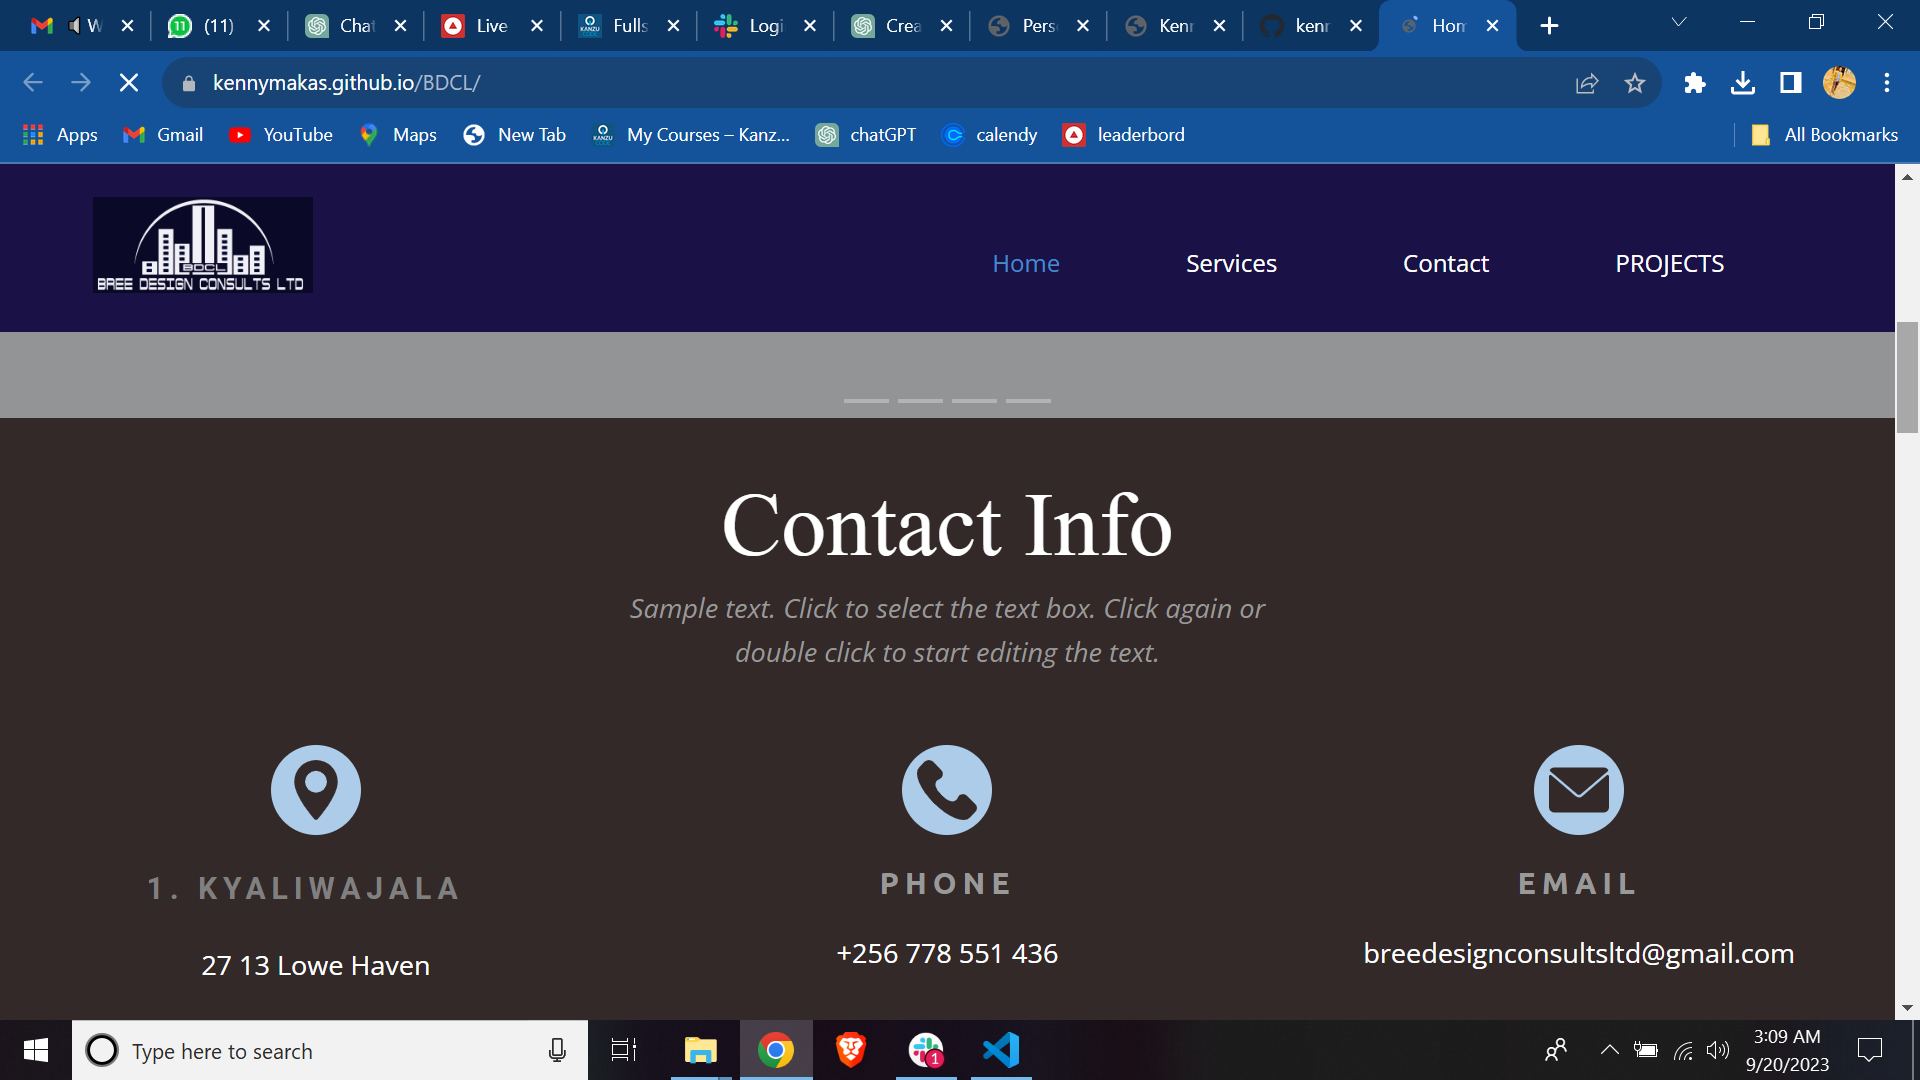 W
(11)
Chat
Live
Fulls
Logi
Crea
Pers
Kenn
kenn
Hom
kennymakas.github.io/BDCL/
Apps
Gmail
YouTube
Maps
New Tab
My Courses – Kanz...
chatGPT
calendy
leaderbord
All Bookmarks
BDCL
BREE DESIGN CONSULTS LTD
Home
Services
Contact
PROJECTS
Contact Info
Sample text. Click to select the text box. Click again or
double click to start editing the text.
1. KYALIWAJALA
27 13 Lowe Haven
PHONE
+256 778 551 436
EMAIL
breedesignconsultsltd@gmail.com
Type here to search
1
3:09 AM
9/20/2023